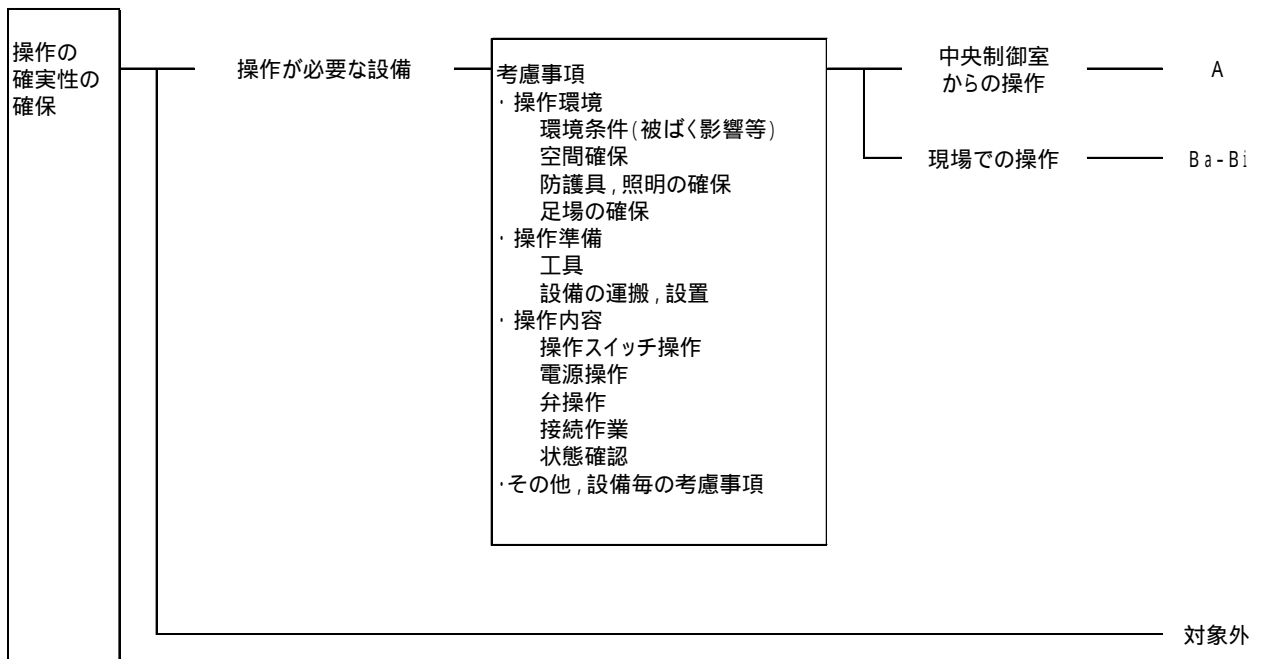 操作の
確実性の
確保
操作が必要な設備
考慮事項
・操作環境
環境条件(被ばく影響等)
空間確保
防護具,照明の確保
足場の確保
・操作準備
工具
設備の運搬,設置
・操作内容
操作スイッチ操作
電源操作
弁操作
接続作業
状態確認
・その他,設備毎の考慮事項
中央制御室
からの操作
A
現場での操作
Ba-Bi
対象外